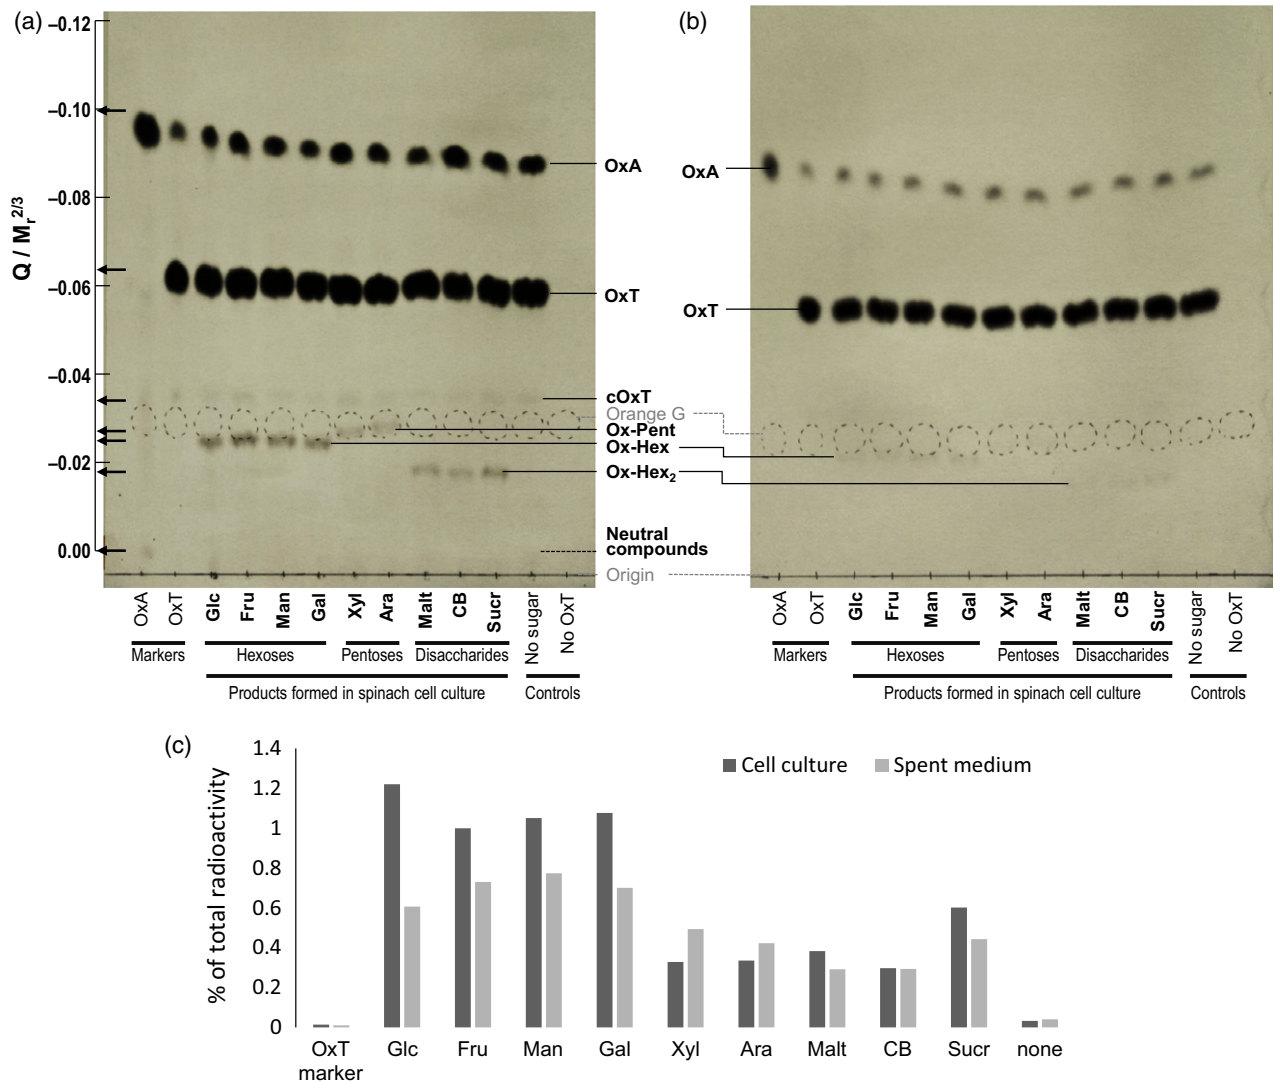 (a)
–0.12
–0.10
–0.08
–0.06
–0.04
–0.02
0.00
Q / Mr2/3
OxA
OxT
cOxT
Orange G
Ox-Pent
Ox-Hex
Ox-Hex2
Neutral
compounds
Origin
OxA
OxT
Glc
Fru
Man
Gal
Xyl
Ara
Malt
CB
Sucr
No sugar
No OxT
Markers
Hexoses
Pentoses
Disaccharides
Products formed in spinach cell culture
Controls
(b)
OxA
OxT
OxA
OxT
Glc
Fru
Man
Gal
Xyl
Ara
Malt
CB
Sucr
No sugar
No OxT
Markers
Hexoses
Pentoses
Disaccharides
Products formed in spinach cell culture
Controls
(c)
% of total radioactivity
1.4
1.2
1
0.8
0.6
0.4
0.2
0
Cell culture
Spent medium
OxT
marker
Glc
Fru
Man
Gal
Xyl
Ara
Malt
CB
Sucr
none